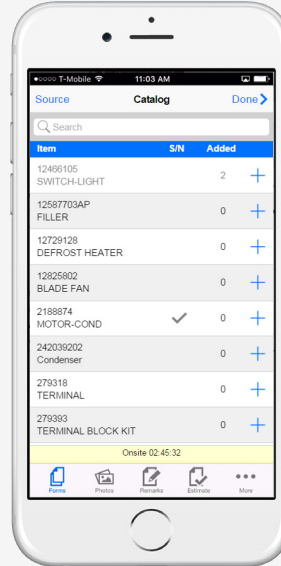 T-Mobile 11:03 AM
Source Catalog Done
Search
Item S/N Added
12466105
SWITCH-LIGHT 2
12587703AP
FILLER 0
12729128
DEFROST HEATER 0
12825802
BLADE FAN 0
2188874
MOTOR-COND 0
242039202
Condenser 0
279318
TERMINAL 0
279393
TERMINAL BLOCK KIT 0
Onsite 02:45:32
Forms Photos Remarks Estimate More